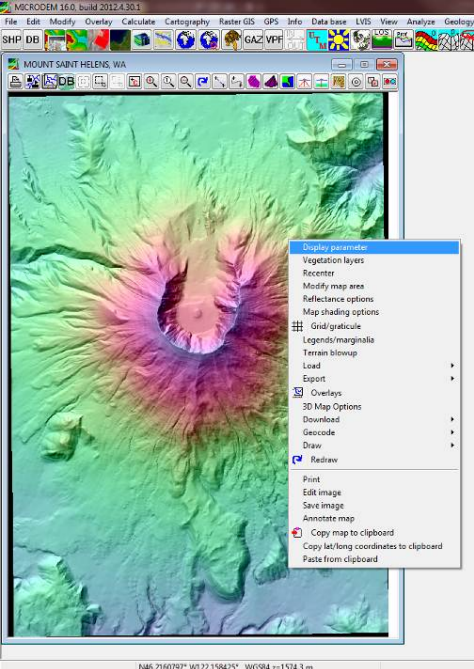 MICRODEM 16.0, build 2012.4.30.1
File Edit Modify Overlay Calculate Cartography Raster GIS GPS Info Data base LVIS View Analyze Geology
SHP DB GAZ VPF LOS
MOUNT SAINT HELENS, WA
DB
Display parameter
Vegetation layers
Recenter
Modify map area
Reflectance options
Map shading options
Grid/graticule
Legends/marginalia
Terrain blowup
Load
Export
Overlays
3D Map Options
Download
Geocode
Draw
Redraw
Print
Edit image
Save image
Annotate map
Copy map to clipboard
Copy lat/long coordinates to clipboard
Paste from clipboard
N46.2160797° W122.158425° WGS84 z=1574.3 m